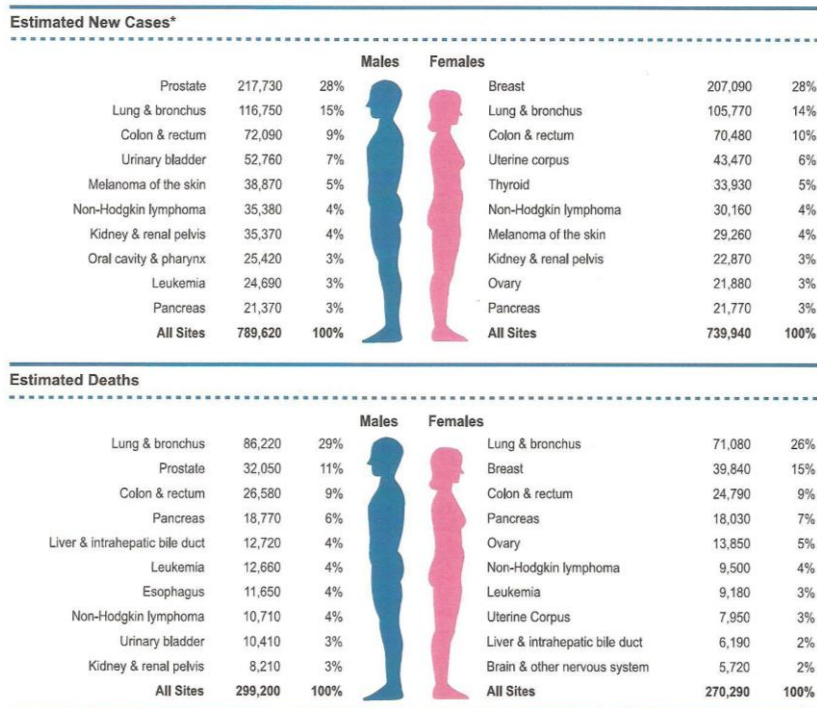 Estimated New Cases*
Males Females
Prostate 217,730 28% Breast 207,090 28%
Lung & bronchus 116,750 15% Lung & bronchus 105,770 14%
Colon & rectum 72,090 9% Colon & rectum 70,480 10%
Urinary bladder 52,760 7% Uterine corpus 43,470 6%
Melanoma of the skin 38,870 5% Thyroid 33,930 5%
Non-Hodgkin lymphoma 35,380 4% Non-Hodgkin lymphoma 30,160 4%
Kidney & renal pelvis 35,370 4% Melanoma of the skin 29,260 4%
Oral cavity & pharynx 25,420 3% Kidney & renal pelvis 22,870 3%
Leukemia 24,690 3% Ovary 21,880 3%
Pancreas 21,370 3% Pancreas 21,770 3%
All Sites 789,620 100% All Sites 739,940 100%
Estimated Deaths
Males Females
Lung & bronchus 86,220 29% Lung & bronchus 71,080 26%
Prostate 32,050 11% Breast 39,840 15%
Colon & rectum 26,580 9% Colon & rectum 24,790 9%
Pancreas 18,770 6% Pancreas 18,030 7%
Liver & intrahepatic bile duct 12,720 4% Ovary 13,850 5%
Leukemia 12,660 4% Non-Hodgkin lymphoma 9,500 4%
Esophagus 11,650 4% Leukemia 9,180 3%
Non-Hodgkin lymphoma 10,710 4% Uterine Corpus 7,950 3%
Urinary bladder 10,410 3% Liver & intrahepatic bile duct 6,190 2%
Kidney & renal pelvis 8,210 3% Brain & other nervous system 5,720 2%
All Sites 299,200 100% All Sites 270,290 100%